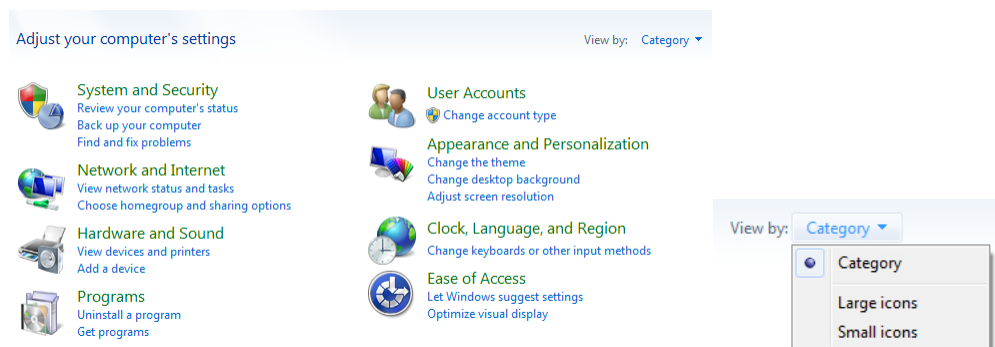 Adjust your computer's settings
View by: Category
System and Security
Review your computer's status
Back up your computer
Find and fix problems
Network and Internet
View network status and tasks
Choose homegroup and sharing options
Hardware and Sound
View devices and printers
Add a device
Programs
Uninstall a program
Get programs
User Accounts
Change account type
Appearance and Personalization
Change the theme
Change desktop background
Adjust screen resolution
Clock, Language, and Region
Change keyboards or other input methods
Ease of Access
Let Windows suggest settings
Optimize visual display
View by: Category
Category
Large icons
Small icons